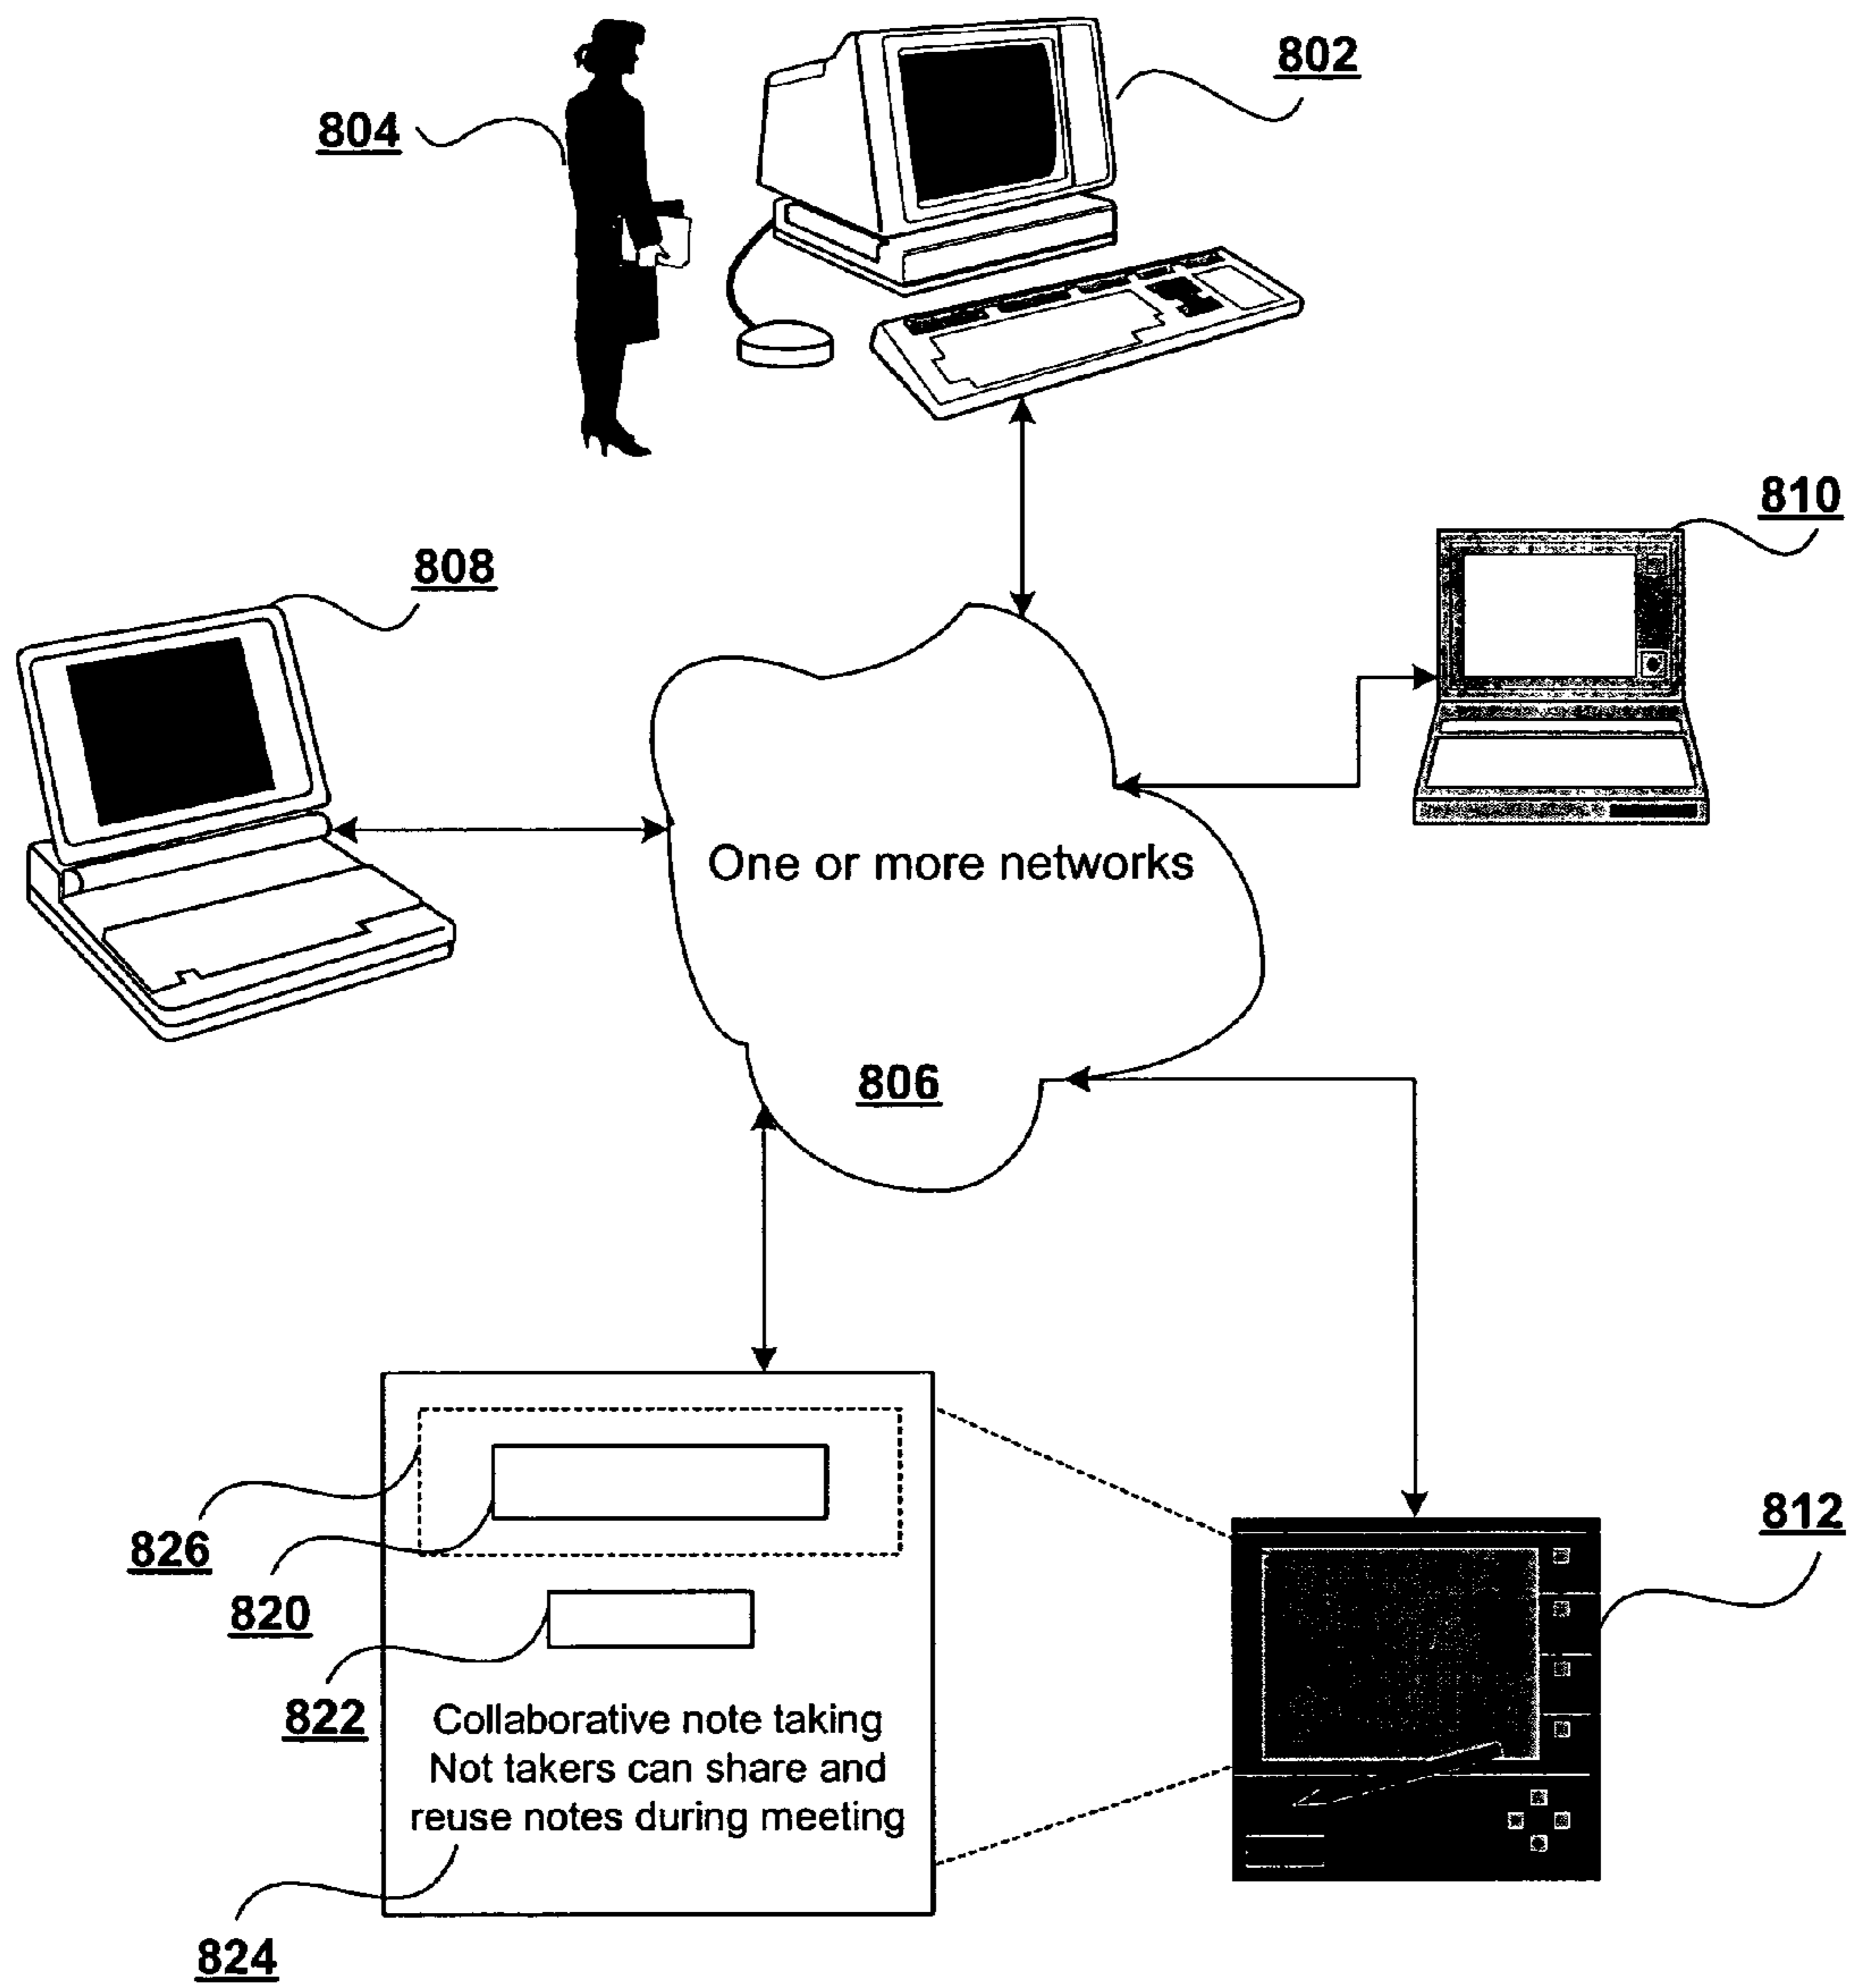 802
804
810
808
One or more networks
806
826
820
812
822
Collaborative note taking
Not takers can share and
reuse notes during meeting
824